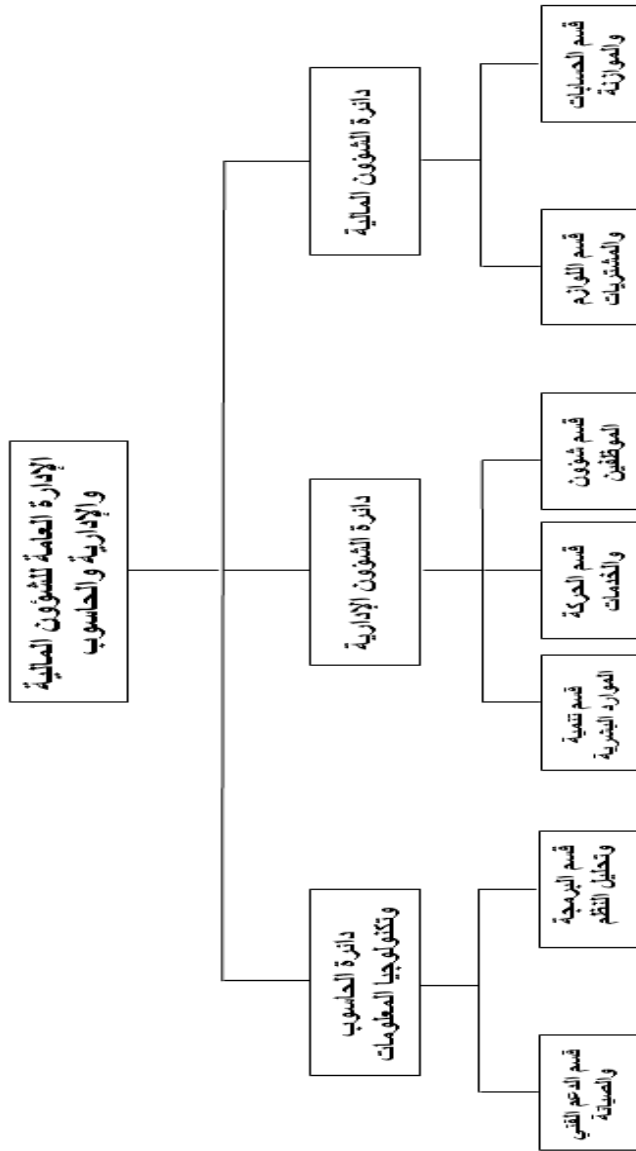 الإدارة العامة للشؤون المالية
والإدارية والحاسوب
دائرة الشؤون المالية
دائرة الشؤون الإدارية
دائرة الحاسوب
وتكنولوجيا المعلومات
قسم الحسابات
والموازنة
قسم اللوازم
والمشتريات
قسم شؤون
الموظفين
قسم الحركة
والخدمات
قسم تنمية
الموارد البشرية
قسم البرمجة
وتحليل النظم
قسم الدعم الفني
والصيانة